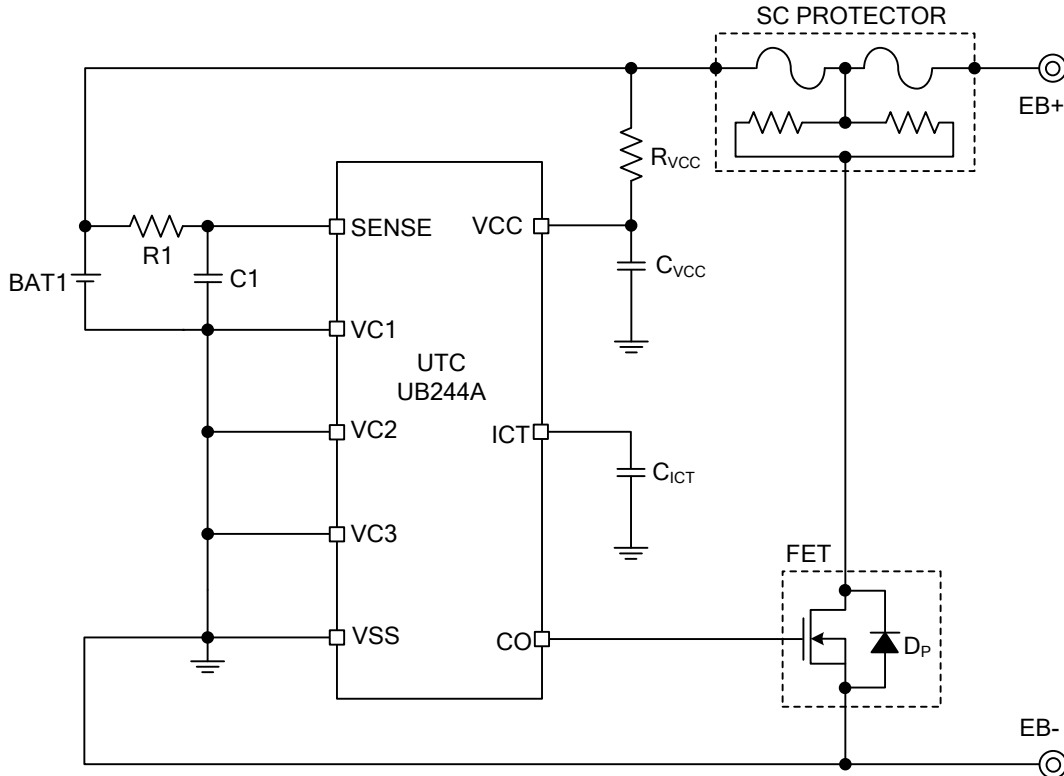 SC PROTECTOR
EB+
RVCC
SENSE
VCC
R1
BAT1
C1
CVCC
VC1
UTC
UB244A
VC2
ICT
CICT
VC3
FET
VSS
CO
DP
EB-